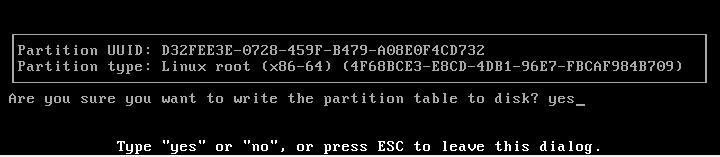 Partition UUID: D32FEE3E-0728-459F-B479-A08E0F4CD732
Partition type: Linux root (x86-64) (4F68BCE3-E8CD-4DB1-96E7-FBCAF984B709)
Are you sure you want to write the partition table to disk? yes_
Type "yes" or "no", or press ESC to leave this dialog.